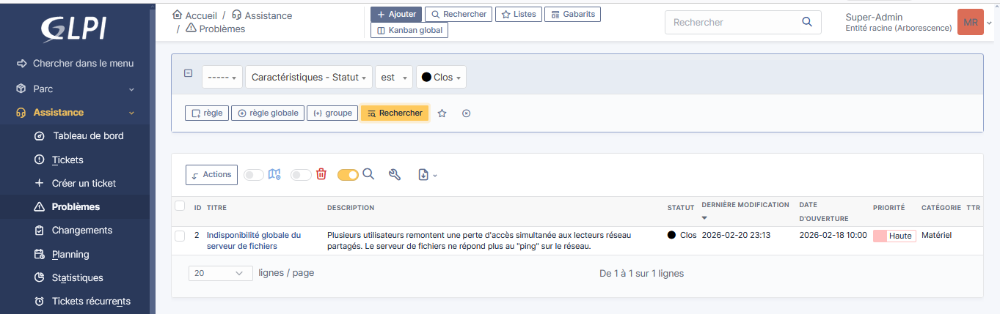 GLPI
Chercher dans le menu
Parc
Assistance
Tableau de bord
Tickets
Créer un ticket
Problèmes
Changements
Planning
Statistiques
Tickets récurrents
Accueil / Assistance
/ Problèmes
Ajouter
Rechercher
Listes
Gabarits
Kanban global
Rechercher
Super-Admin
Entité racine (Arborescence)
MR
----- Caractéristiques - Statut est Clos
règle
règle globale
groupe
Rechercher
Actions
ID TITRE DESCRIPTION STATUT DERNIÈRE MODIFICATION DATE D'OUVERTURE PRIORITÉ CATÉGORIE TTR
2 Indisponibilité globale du serveur de fichiers
Plusieurs utilisateurs remontent une perte d'accès simultanée aux lecteurs réseau
partagés. Le serveur de fichiers ne répond plus au "ping" sur le réseau.
Clos 2026-02-20 23:13 2026-02-18 10:00 Haute Matériel
20 lignes / page
De 1 à 1 sur 1 lignes